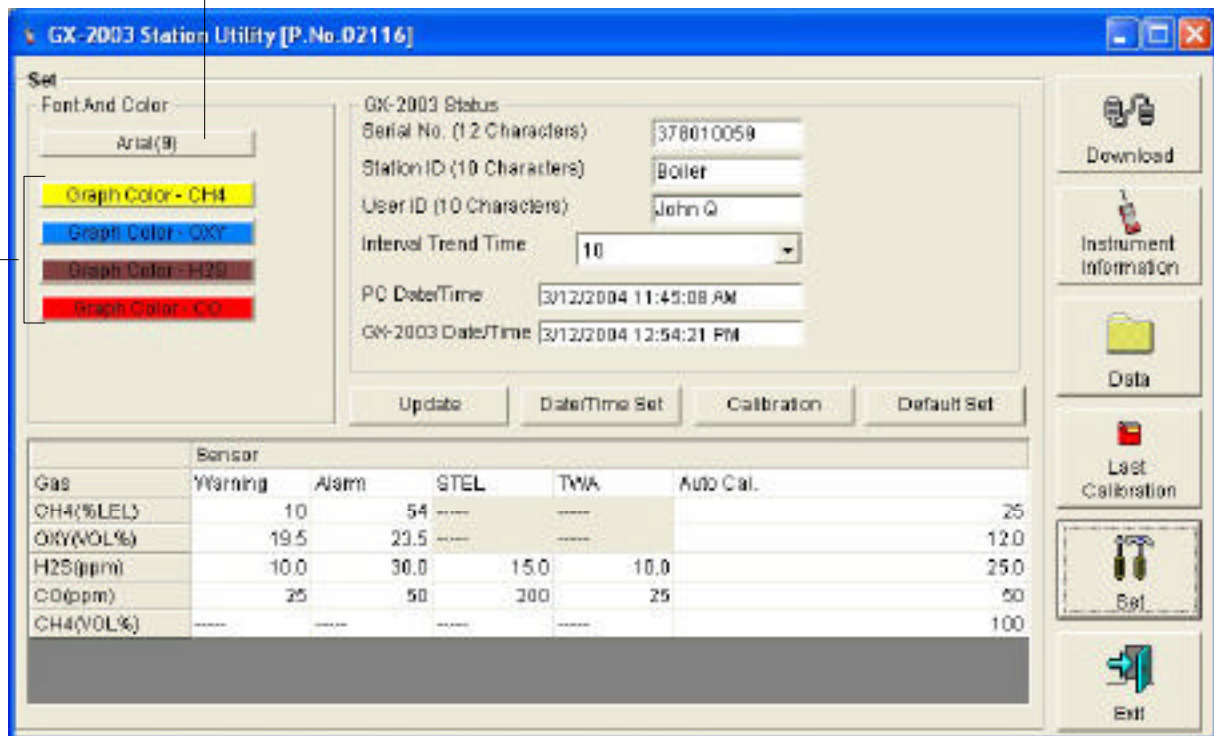 GX-2003 Station Utility [P.No.02116]
Set
Font And Color
Arial(9)
Graph Color - CH4
Graph Color - OXY
Graph Color - H2S
Graph Color - CO
GX-2003 Status
Serial No. (12 Characters) 378010059
Station ID (10 Characters) Boiler
User ID (10 Characters) John Q
Interval Trend Time 10
PC Date/Time 3/12/2004 11:45:08 AM
GX-2003 Date/Time 3/12/2004 12:54:21 PM
Update Date/Time Set Calibration Default Set
Sensor
Gas Warning Alarm STEL TWA Auto Cal.
CH4(%LEL) 10 54 ----- ----- 25
OXY(VOL%) 19.5 23.5 ----- ----- 12.0
H2S(ppm) 10.0 30.0 15.0 10.0 25.0
CO(ppm) 25 50 200 25 50
CH4(VOL%) ----- ----- ----- ----- 100
Download
Instrument
Information
Data
Last
Calibration
Set
Exit